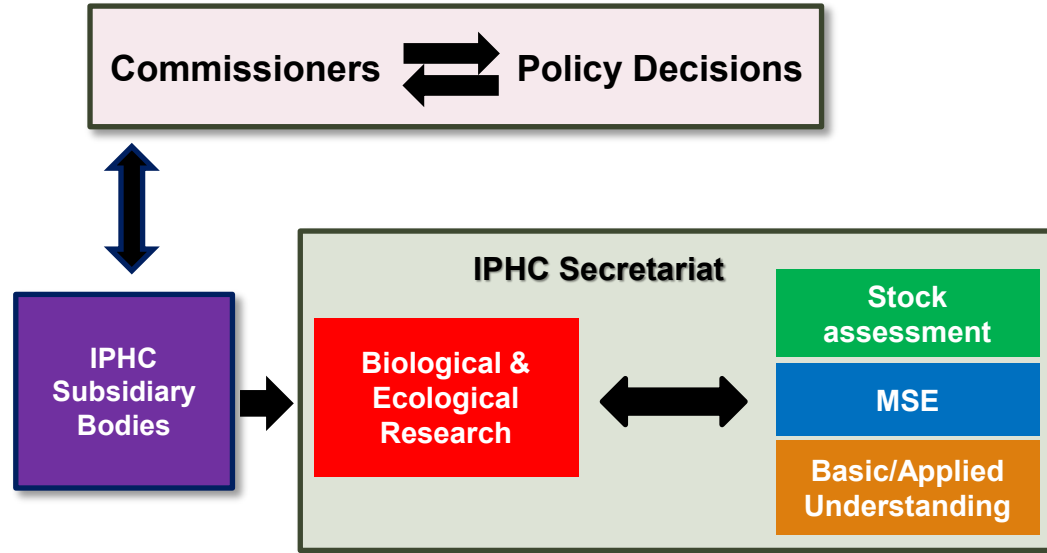 Commissioners Policy Decisions
IPHC Secretariat
IPHC
Subsidiary
Bodies
Biological &
Ecological
Research
Stock
assessment
MSE
Basic/Applied
Understanding